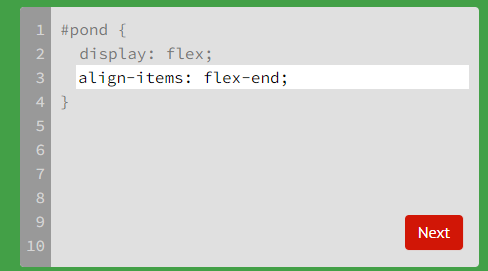 1 #pond {
2 display: flex;
3 align-items: flex-end;
4 }
5
6
7
8
9
10
Next